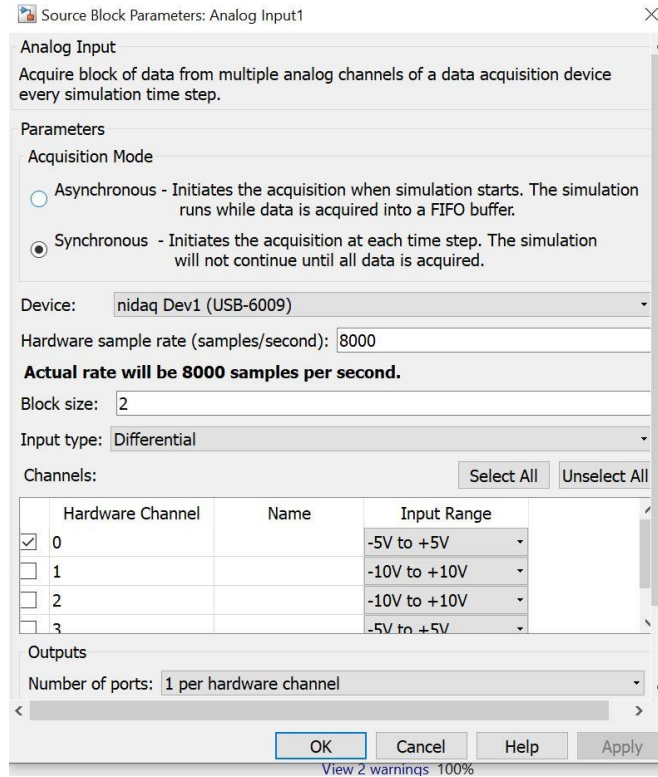 Source Block Parameters: Analog Input1
Analog Input
Acquire block of data from multiple analog channels of a data acquisition device
every simulation time step.
Parameters
Acquisition Mode
Asynchronous - Initiates the acquisition when simulation starts. The simulation
runs while data is acquired into a FIFO buffer.
Synchronous - Initiates the acquisition at each time step. The simulation
will not continue until all data is acquired.
Device: nidaq Dev1 (USB-6009)
Hardware sample rate (samples/second): 8000
Actual rate will be 8000 samples per second.
Block size: 2
Input type: Differential
Channels: Select All Unselect All
Hardware Channel Name Input Range
0 -5V to +5V
1 -10V to +10V
2 -10V to +10V
3 -5V to +5V
Outputs
Number of ports: 1 per hardware channel
OK Cancel Help Apply
View 2 warnings 100%